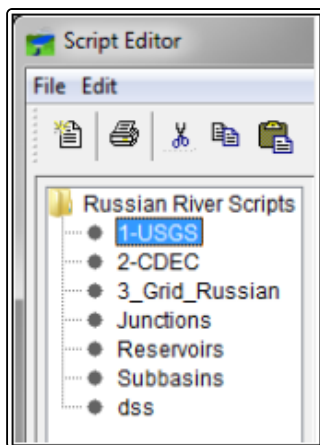 Script Editor
File Edit
Russian River Scripts
1-USGS
2-CDEC
3_Grid_Russian
Junctions
Reservoirs
Subbasins
dss